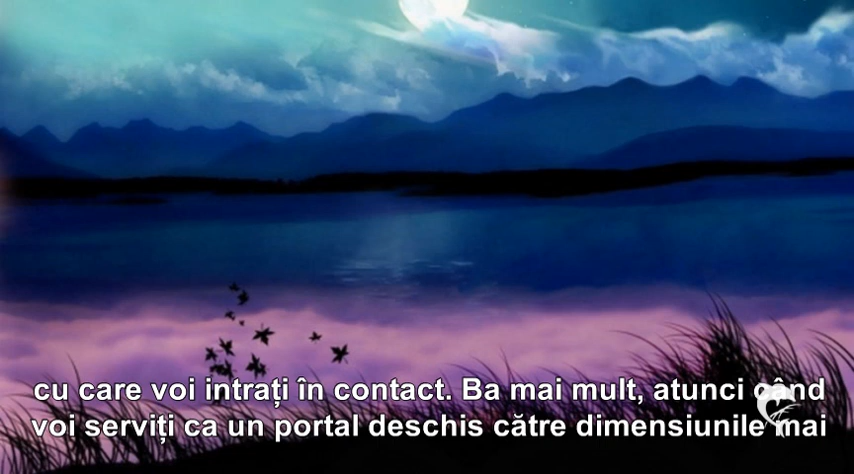 cu care voi intrați în contact. Ba mai mult, atunci când
voi serviți ca un portal deschis către dimensiunile mai